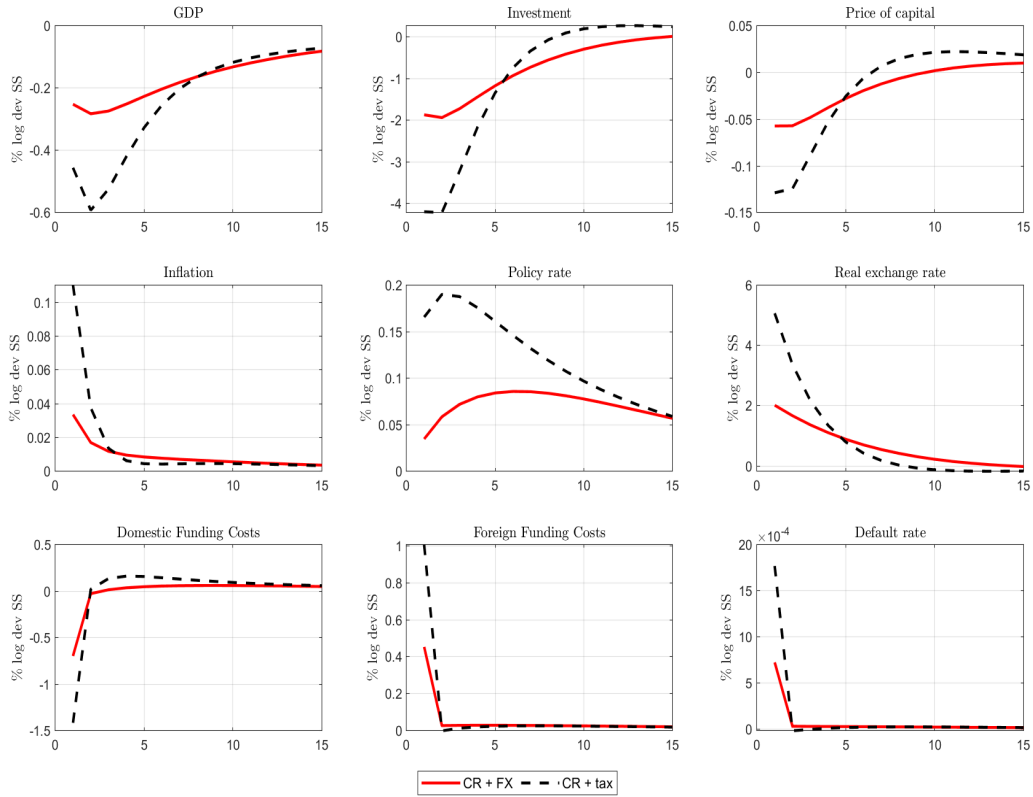 GDP
Investment
Price of capital
% log dev SS
0
-0.2
-0.4
-0.6
0 5 10 15
% log dev SS
0
-1
-2
-3
-4
0 5 10 15
% log dev SS
0.05
0
-0.05
-0.1
-0.15
0 5 10 15
Inflation
Policy rate
Real exchange rate
% log dev SS
0.1
0.08
0.06
0.04
0.02
0
0 5 10 15
% log dev SS
0.2
0.15
0.1
0.05
0
0 5 10 15
% log dev SS
6
4
2
0
0 5 10 15
Domestic Funding Costs
Foreign Funding Costs
Default rate
% log dev SS
0.5
0
-0.5
-1
-1.5
0 5 10 15
% log dev SS
1
0.8
0.6
0.4
0.2
0
0 5 10 15
% log dev SS
×10-4
20
15
10
5
0
0 5 10 15
CR + FX CR + tax